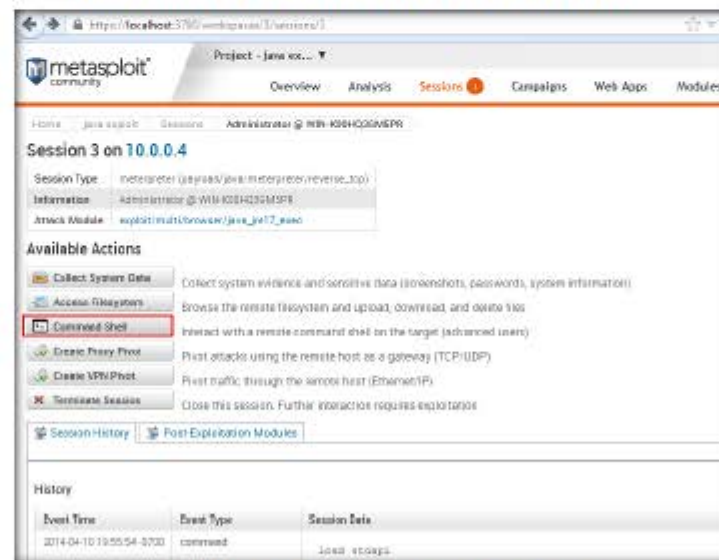 https://localhost:3790/workspaces/3/sessions/3
metasploit
community
Project - java ex... ▼
Overview Analysis Sessions Campaigns Web Apps Modules
Home java exploit Sessions Administrator @ WIN-
Session 3 on 10.0.0.4
Session Type meterpreter (payload/java/meterpreter/reverse_tcp)
Information Administrator @ WIN-
Attack Module exploit/multi/browser/java_jre17_exec
Available Actions
Collect System Data Collect system evidence and sensitive data (screenshots, passwords, system information)
Access Filesystem Browse the remote filesystem and upload, download, and delete files
Command Shell Interact with a remote command shell on the target (advanced users)
Create Proxy Pivot Pivot attacks using the remote host as a gateway (TCP/UDP)
Create VPN Pivot Pivot traffic through the remote host (Ethernet/IP)
Terminate Session Close this session. Further interaction requires exploitation
Session History Post-Exploitation Modules
History
Event Time Event Type Session Data
2014-04-10 19:55:54 -0700 command load stdapi